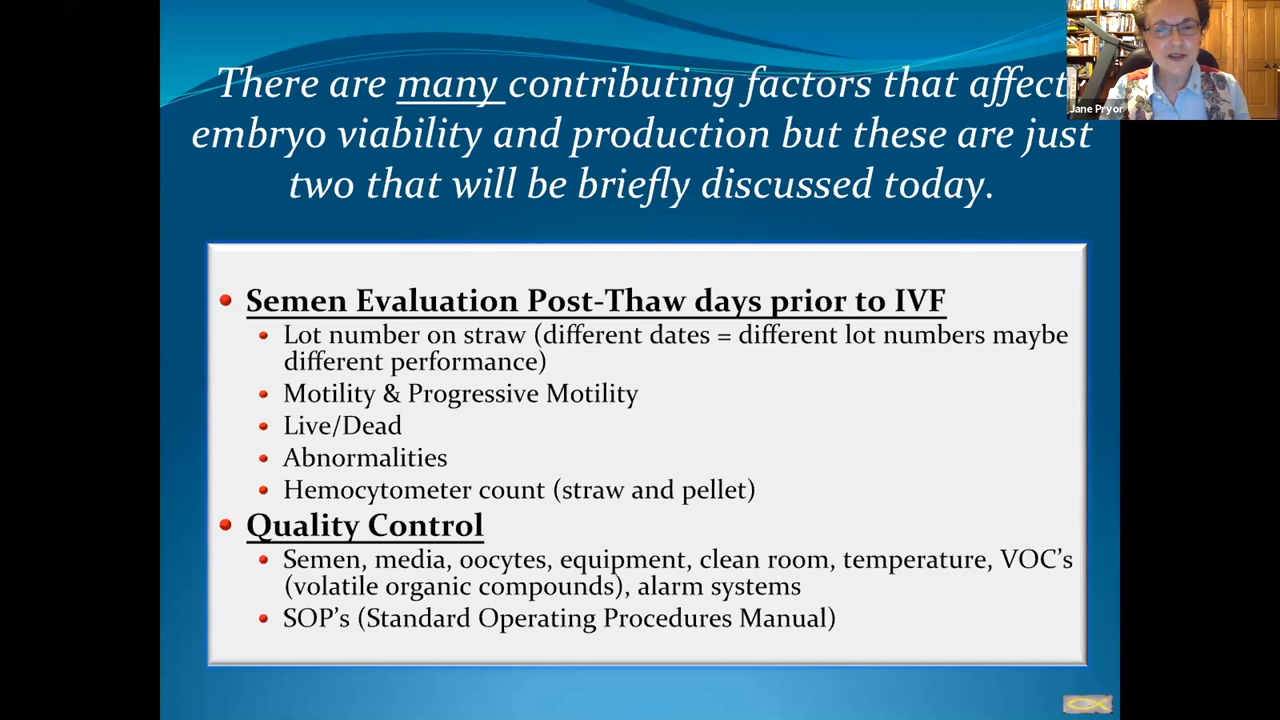 There are many contributing factors that affect
embryo viability and production but these are just
two that will be briefly discussed today.
Jane Pryor
• Semen Evaluation Post-Thaw days prior to IVF
• Lot number on straw (different dates = different lot numbers maybe
different performance)
• Motility & Progressive Motility
• Live/Dead
• Abnormalities
• Hemocytometer count (straw and pellet)
• Quality Control
• Semen, media, oocytes, equipment, clean room, temperature, VOC's
(volatile organic compounds), alarm systems
• SOP's (Standard Operating Procedures Manual)